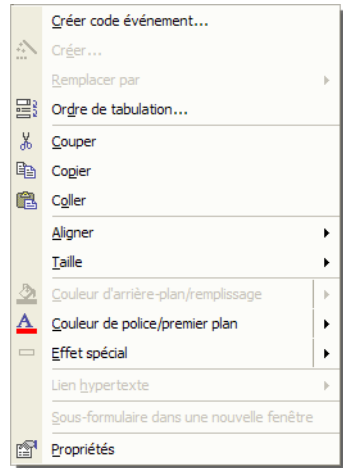 Créer code événement...
Créer...
Remplacer par
Ordre de tabulation...
Couper
Copier
Coller
Aligner
Taille
Couleur d'arrière-plan/remplissage
Couleur de police/premier plan
Effet spécial
Lien hypertexte
Sous-formulaire dans une nouvelle fenêtre
Propriétés